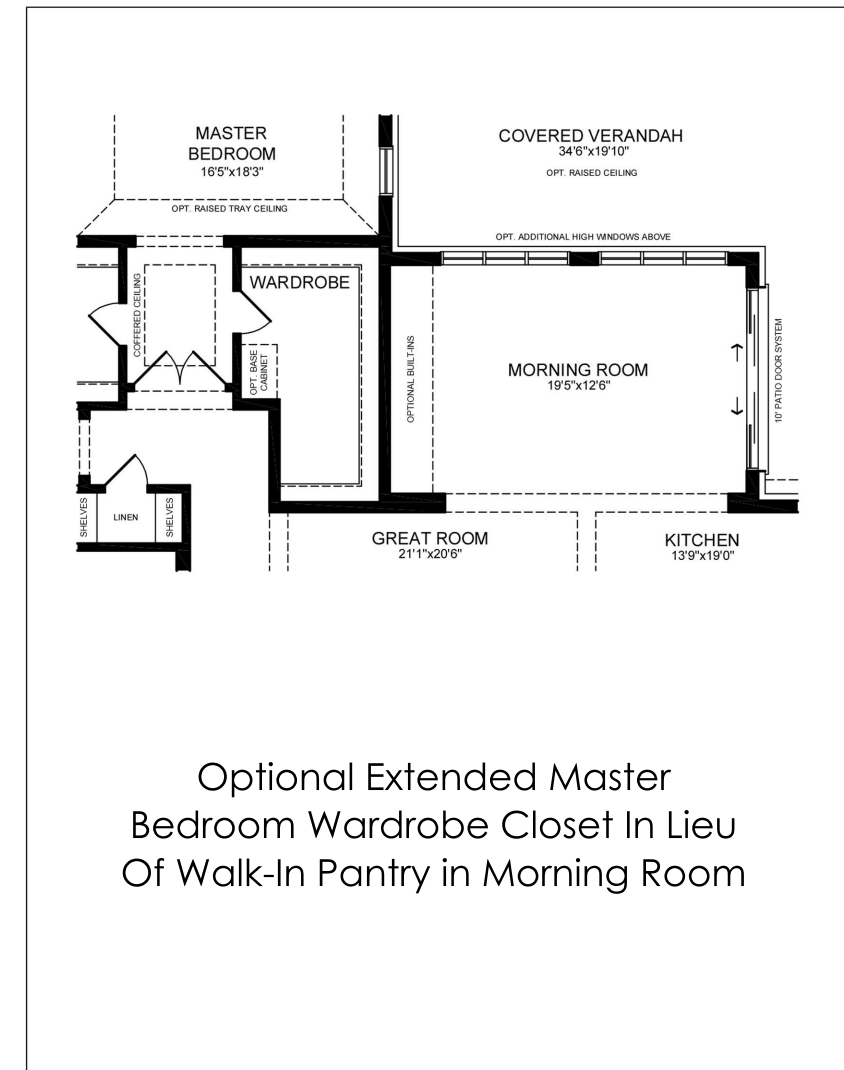 MASTER
BEDROOM
16'5"x18'3"
OPT. RAISED TRAY CEILING
COVERED VERANDAH
34'6"x19'10"
OPT. RAISED CEILING
OPT. ADDITIONAL HIGH WINDOWS ABOVE
COFFERED CEILING
WARDROBE
OPT. BASE
CABINET
OPTIONAL BUILT-INS
MORNING ROOM
19'5"x12'6"
10' PATIO DOOR SYSTEM
SHELVES
LINEN
SHELVES
GREAT ROOM
21'1"x20'6"
KITCHEN
13'9"x19'0"
Optional Extended Master
Bedroom Wardrobe Closet In Lieu
Of Walk-In Pantry in Morning Room